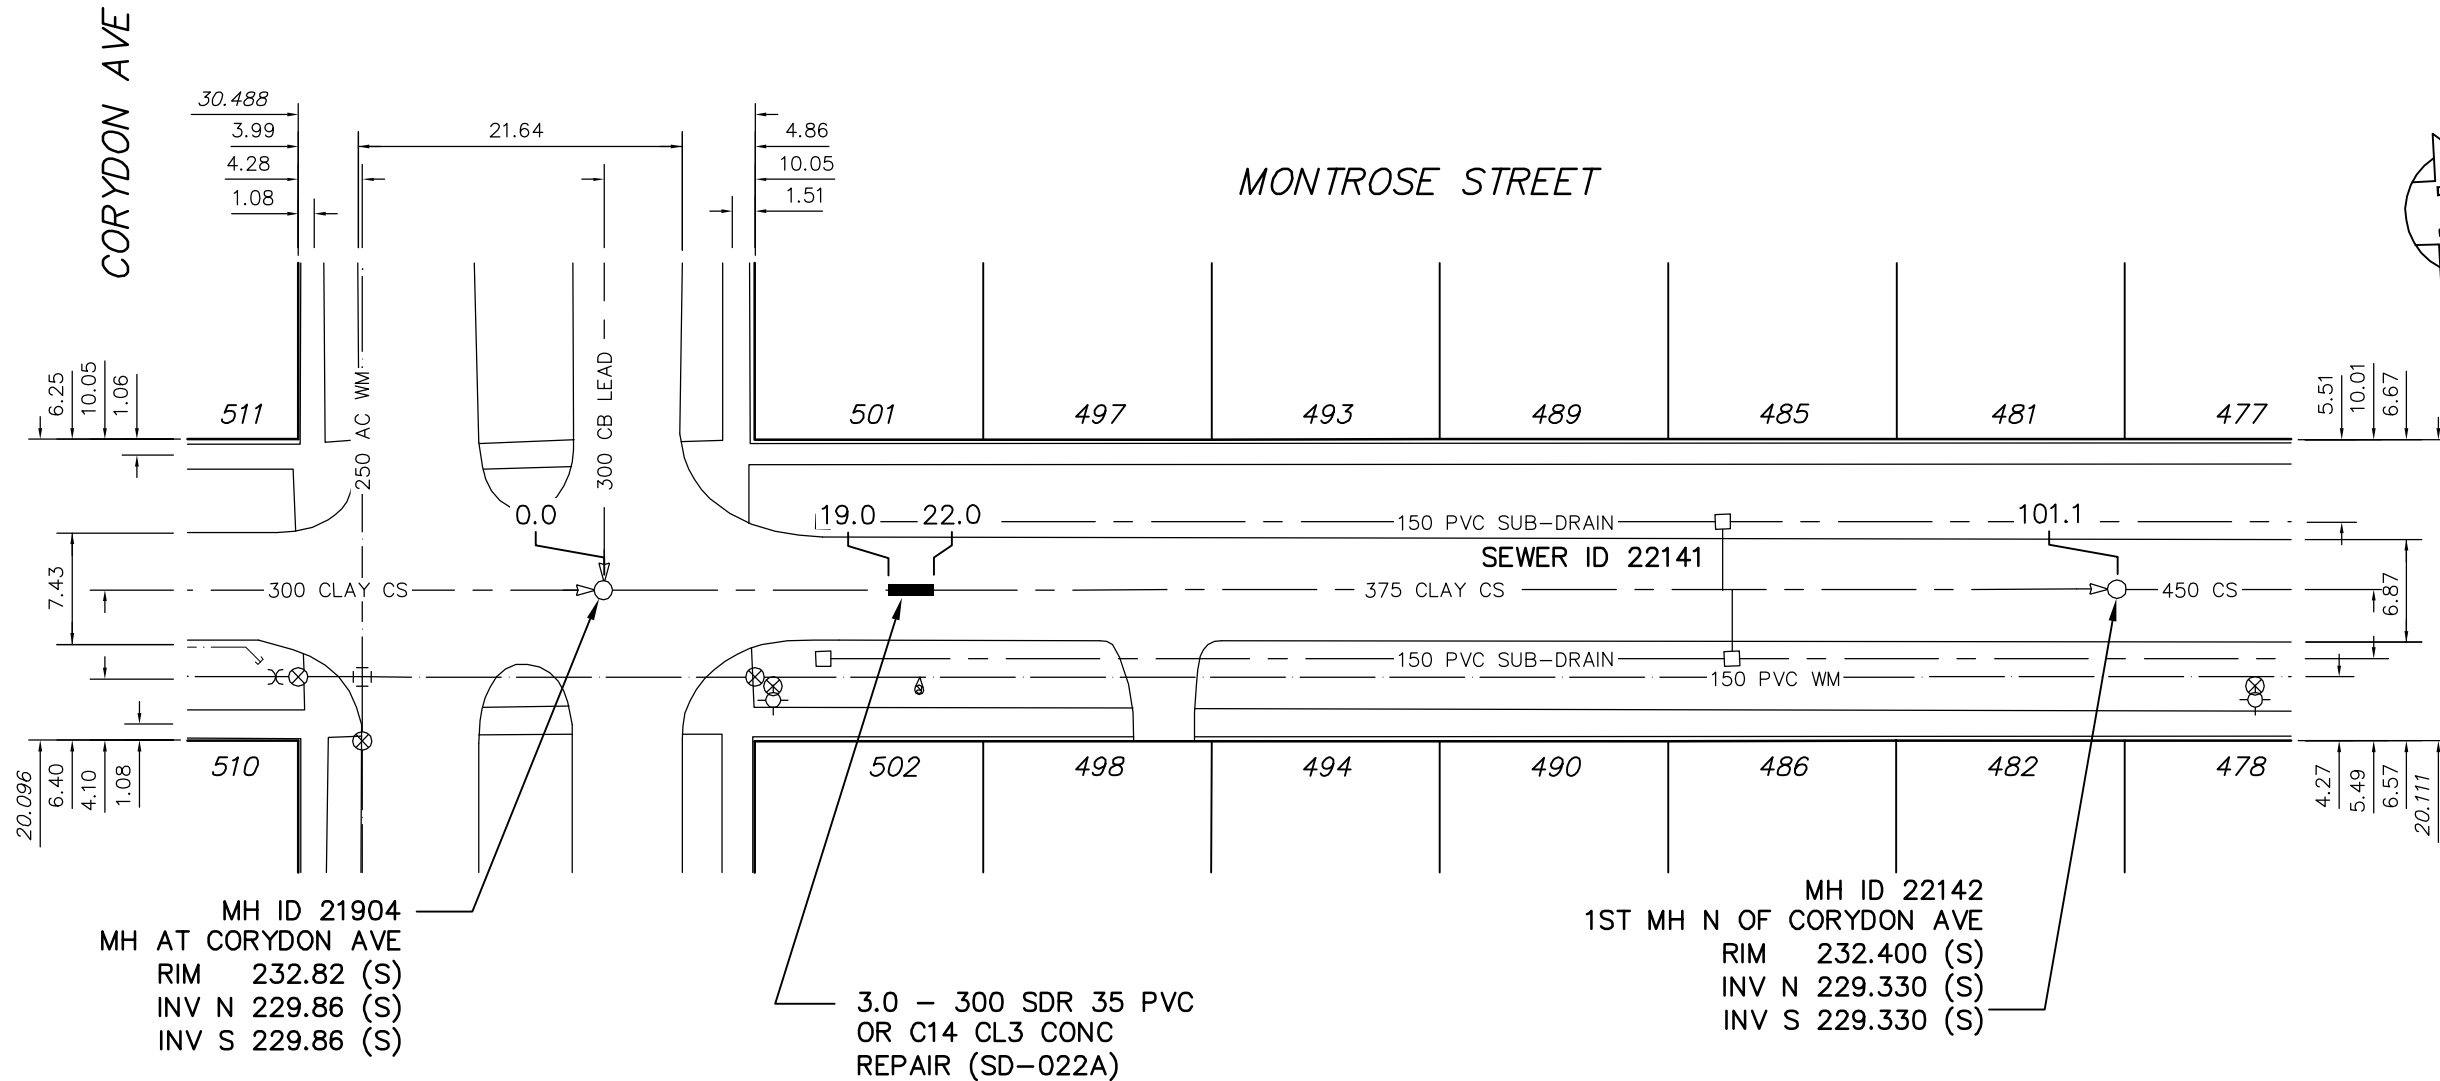 CORYDON AVE
30.488
3.99
4.28
1.08
21.64
4.86
10.05
1.51
MONTROSE STREET
6.25
10.05
1.06
511
250 AC WM
300 CB LEAD
501
497
493
489
485
481
477
5.51
10.01
6.67
0.0
19.0
22.0
150 PVC SUB-DRAIN
101.1
SEWER ID 22141
7.43
300 CLAY CS
375 CLAY CS
450 CS
6.87
150 PVC SUB-DRAIN
150 PVC WM
20.096
6.40
4.10
1.08
510
502
498
494
490
486
482
478
4.27
5.49
6.57
20.111
MH ID 21904
MH AT CORYDON AVE
RIM 232.82 (S)
INV N 229.86 (S)
INV S 229.86 (S)
3.0 - 300 SDR 35 PVC
OR C14 CL3 CONC
REPAIR (SD-022A)
MH ID 22142
1ST MH N OF CORYDON AVE
RIM 232.400 (S)
INV N 229.330 (S)
INV S 229.330 (S)